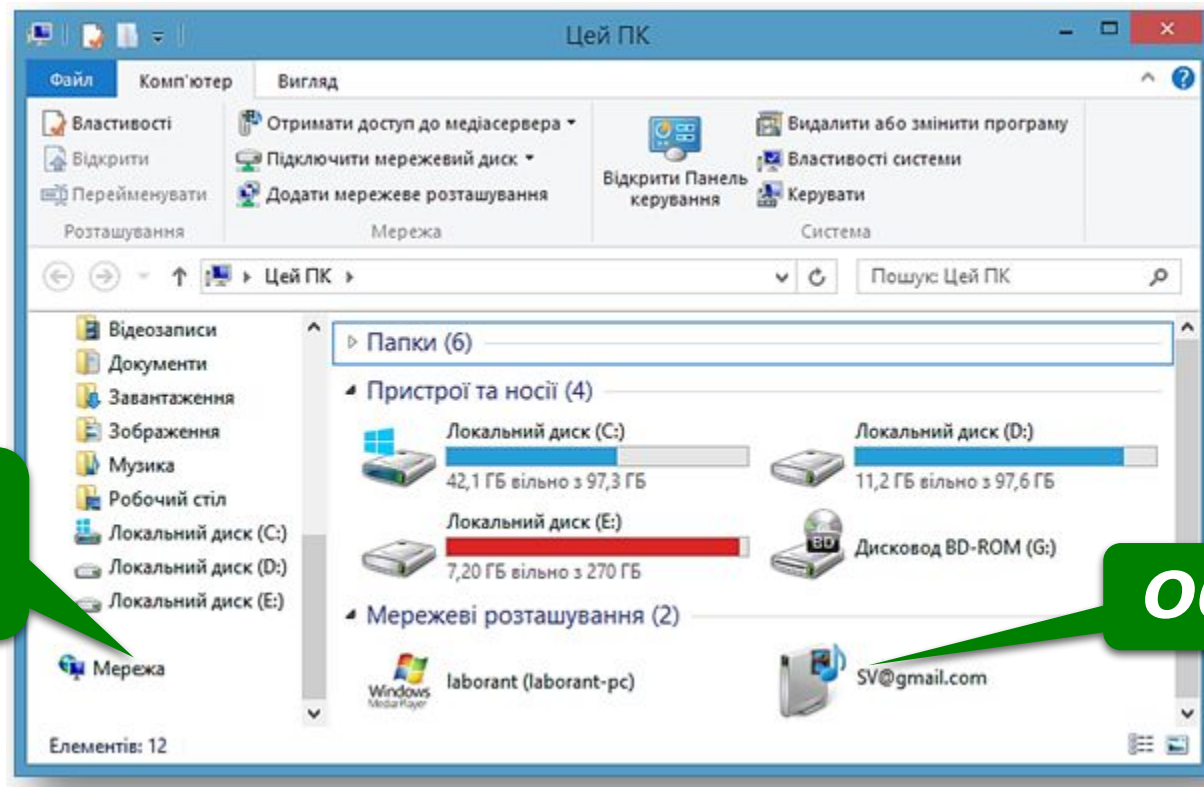 Цей ПК
Файл Комп'ютер Вигляд
Властивості
Відкрити
Перейменувати
Розташування
Отримати доступ до медіасервера
Підключити мережевий диск
Додати мережеве розташування
Мережа
Відкрити Панель
керування
Видалити або змінити програму
Властивості системи
Керувати
Система
Цей ПК
Пошук: Цей ПК
Відеозаписи
Документи
Завантаження
Зображення
Музика
Робочий стіл
Локальний диск (C:)
Локальний диск (D:)
Локальний диск (E:)
Мережа
Папки (6)
Пристрої та носії (4)
Локальний диск (C:)
42,1 ГБ вільно з 97,3 ГБ
Локальний диск (D:)
11,2 ГБ вільно з 97,6 ГБ
Локальний диск (E:)
7,20 ГБ вільно з 270 ГБ
BD
Дисковод BD-ROM (G:)
Мережеві розташування (2)
Windows
Media Player
laborant (laborant-pc)
SV@gmail.com
Елементів: 12